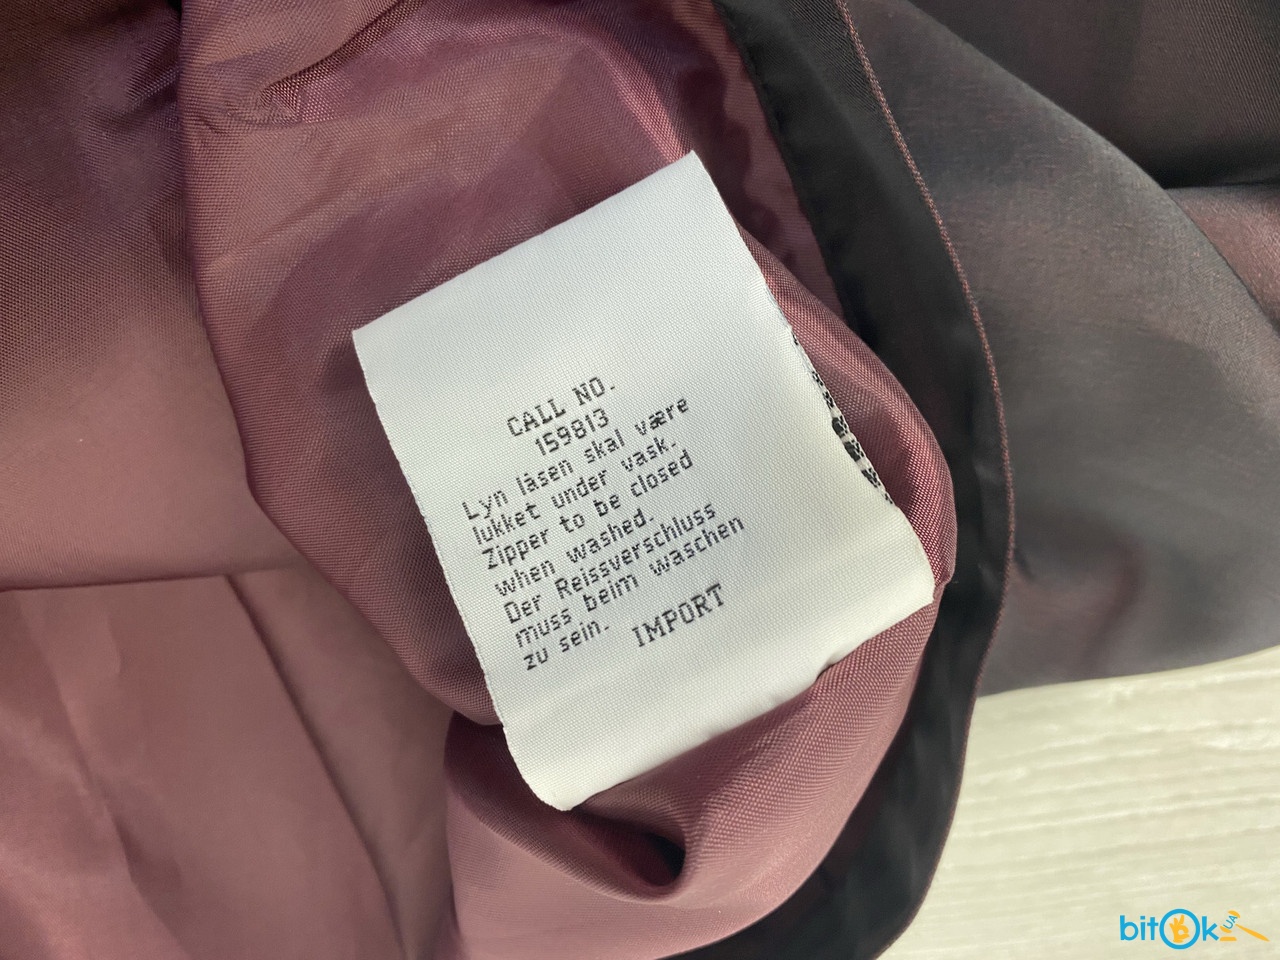 CALL NO.
159813
Lyn låsen skal være
lukket under vask.
Zipper to be closed
when washed.
Der Reissverschluss
muss beim waschen
zu sein.
IMPORT
bitOk UA